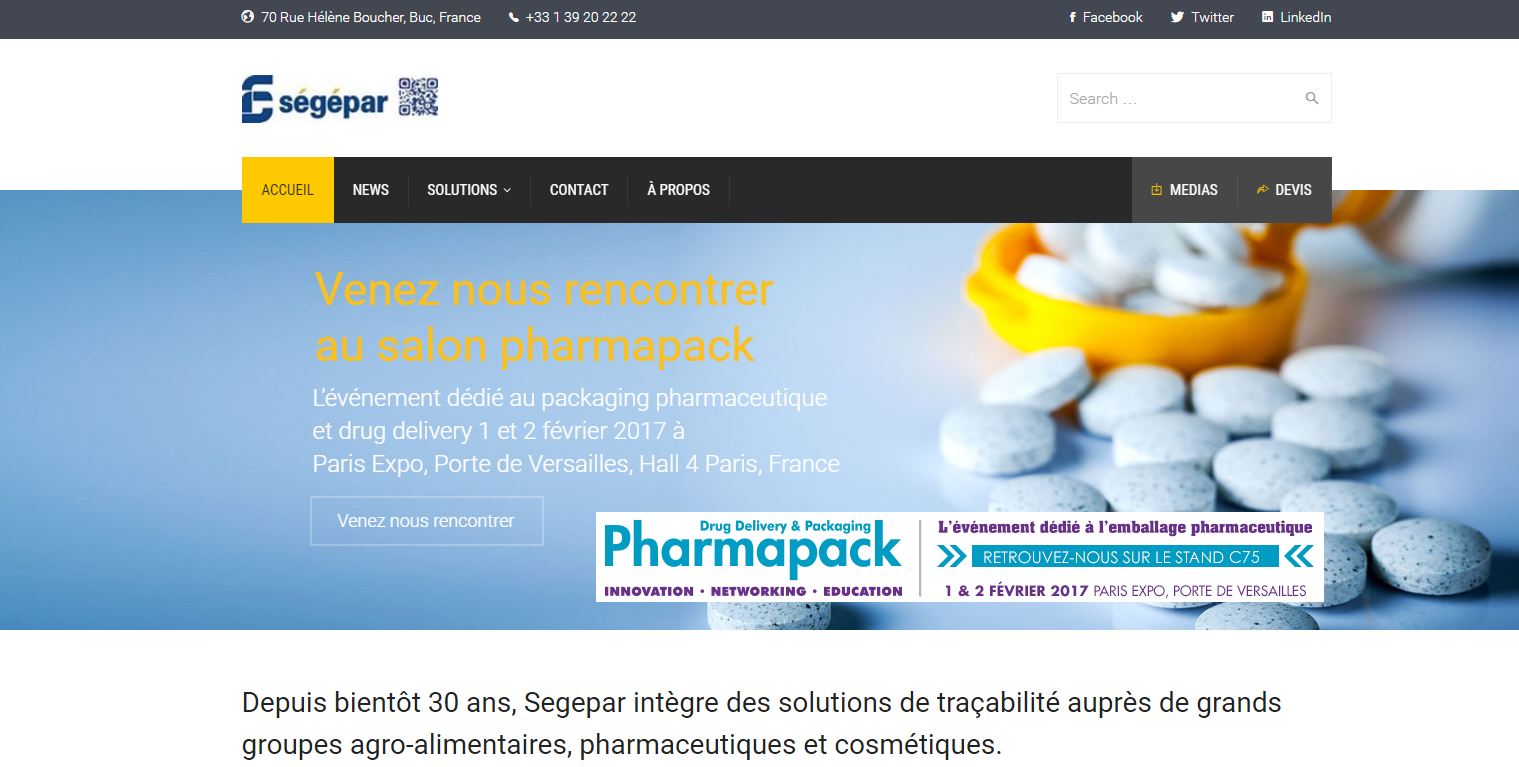 70 Rue Hélène Boucher, Buc, France
+33 1 39 20 22 22
Facebook
Twitter
LinkedIn
ségépar
Search ...
ACCUEIL
NEWS
SOLUTIONS
CONTACT
À PROPOS
MEDIAS
DEVIS
Venez nous rencontrer
au salon pharmapack
L'événement dédié au packaging pharmaceutique
et drug delivery 1 et 2 février 2017 à
Paris Expo, Porte de Versailles, Hall 4 Paris, France
Venez nous rencontrer
Drug Delivery & Packaging
Pharmapack
INNOVATION • NETWORKING • EDUCATION
L'événement dédié à l'emballage pharmaceutique
RETROUVEZ-NOUS SUR LE STAND C75
1 & 2 FÉVRIER 2017 PARIS EXPO, PORTE DE VERSAILLES
Depuis bientôt 30 ans, Segepar intègre des solutions de traçabilité auprès de grands
groupes agro-alimentaires, pharmaceutiques et cosmétiques.